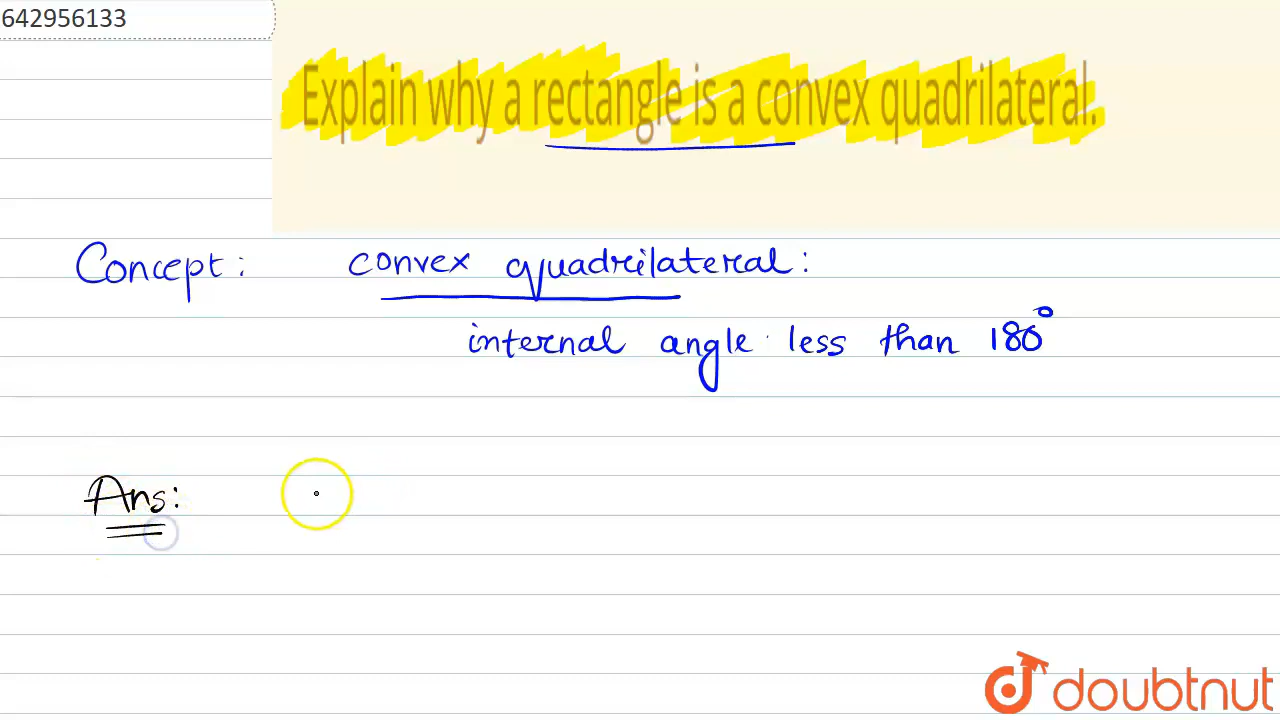 642956133
Explain why a rectangle is a convex quadrilateral.
Concept: convex quadrilateral:
internal angle less than 180°
Ans:
doubtnut